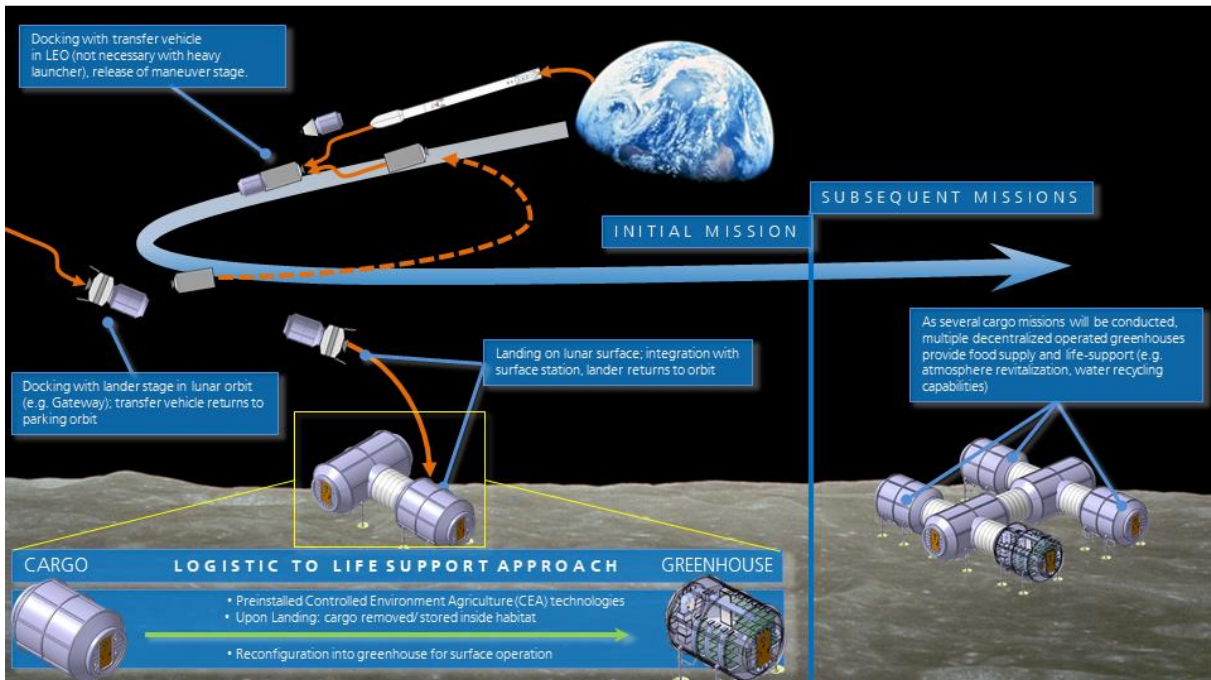 Docking with transfer vehicle
in LEO (not necessary with heavy
launcher), release of maneuver stage.
SUBSEQUENT MISSIONS
INITIAL MISSION
As several cargo missions will be conducted,
multiple decentralized operated greenhouses
provide food supply and life-support (e.g.
atmosphere revitalization, water recycling
capabilities)
Landing on lunar surface; integration with
surface station, lander returns to orbit
Docking with lander stage in lunar orbit
(e.g. Gateway); transfer vehicle returns to
parking orbit
CARGO
LOGISTIC TO LIFE SUPPORT APPROACH
GREENHOUSE
• Preinstalled Controlled Environment Agriculture (CEA) technologies
• Upon Landing: cargo removed/ stored inside habitat
• Reconfiguration into greenhouse for surface operation